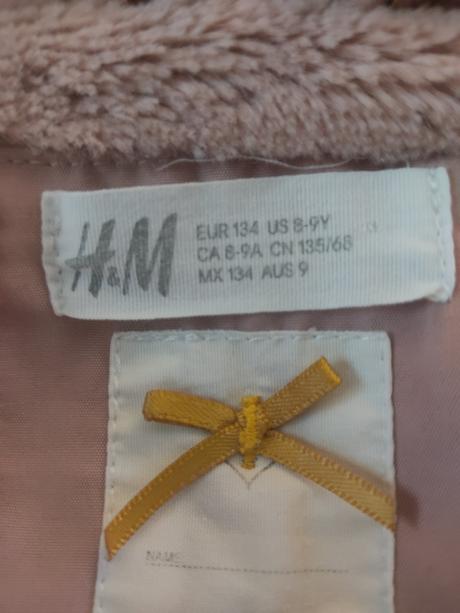 H&M
EUR 134 US 8-9Y
CA 8-9A CN 135/68
MX 134 AUS 9
NAME